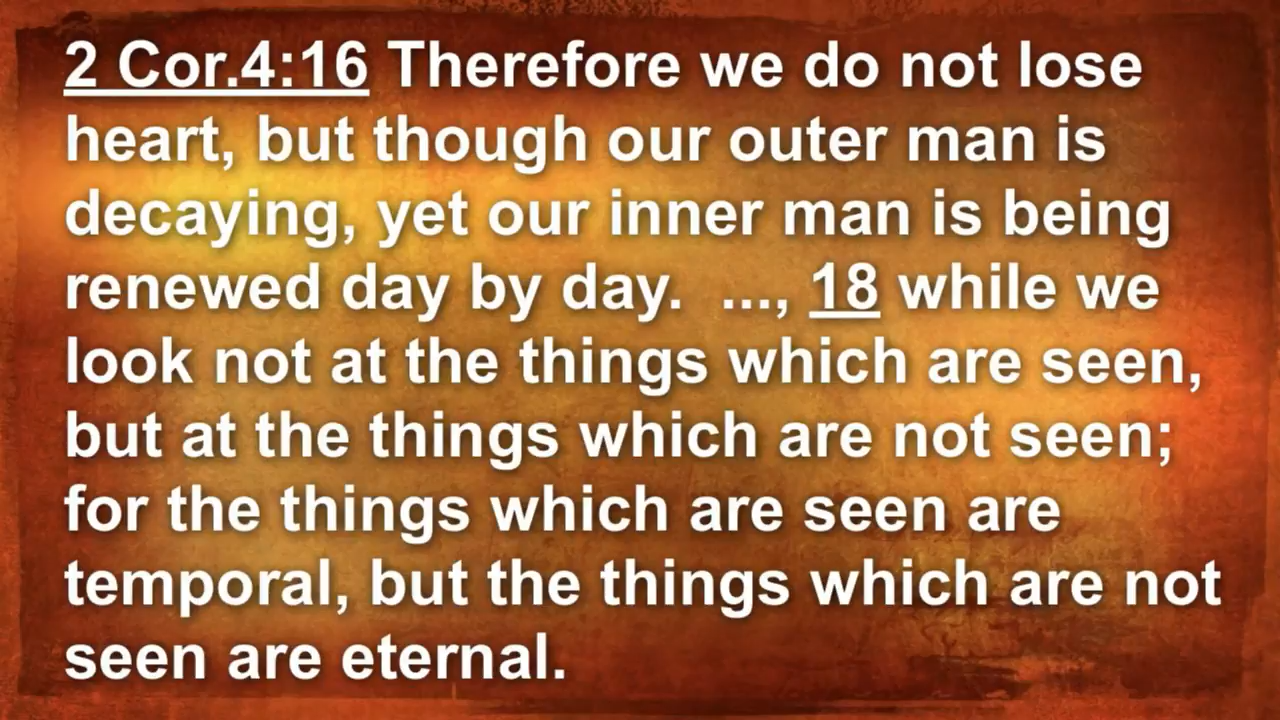 2 Cor.4:16 Therefore we do not lose
heart, but though our outer man is
decaying, yet our inner man is being
renewed day by day.  ..., 18 while we
look not at the things which are seen,
but at the things which are not seen;
for the things which are seen are
temporal, but the things which are not
seen are eternal.